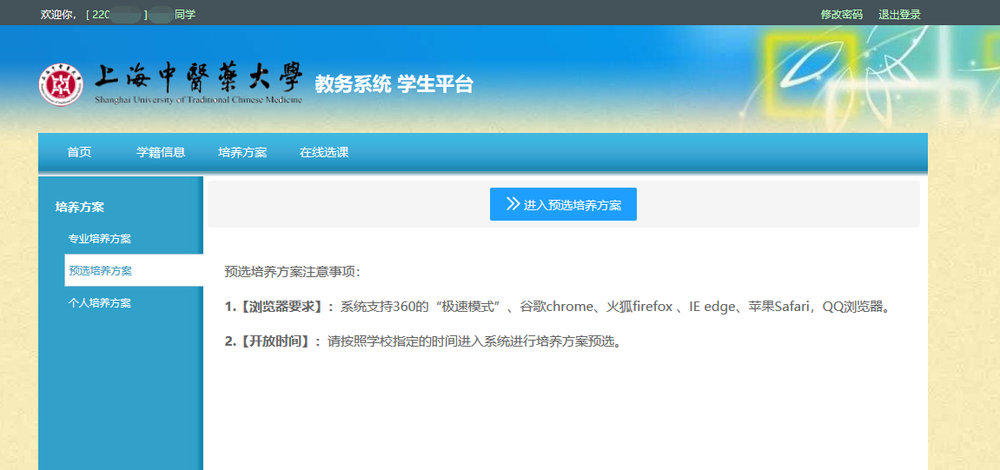 欢迎你, [ 220 ] 同学 修改密码 退出登录
上海中醫藥大學 教务系统 学生平台
Shanghai University of Traditional Chinese Medicine
首页 学籍信息 培养方案 在线选课
培养方案
专业培养方案
预选培养方案
个人培养方案
进入预选培养方案
预选培养方案注意事项：
1.【浏览器要求】：系统支持360的“极速模式”、谷歌chrome、火狐firefox 、IE edge、苹果Safari，QQ浏览器。
2.【开放时间】：请按照学校指定的时间进入系统进行培养方案预选。